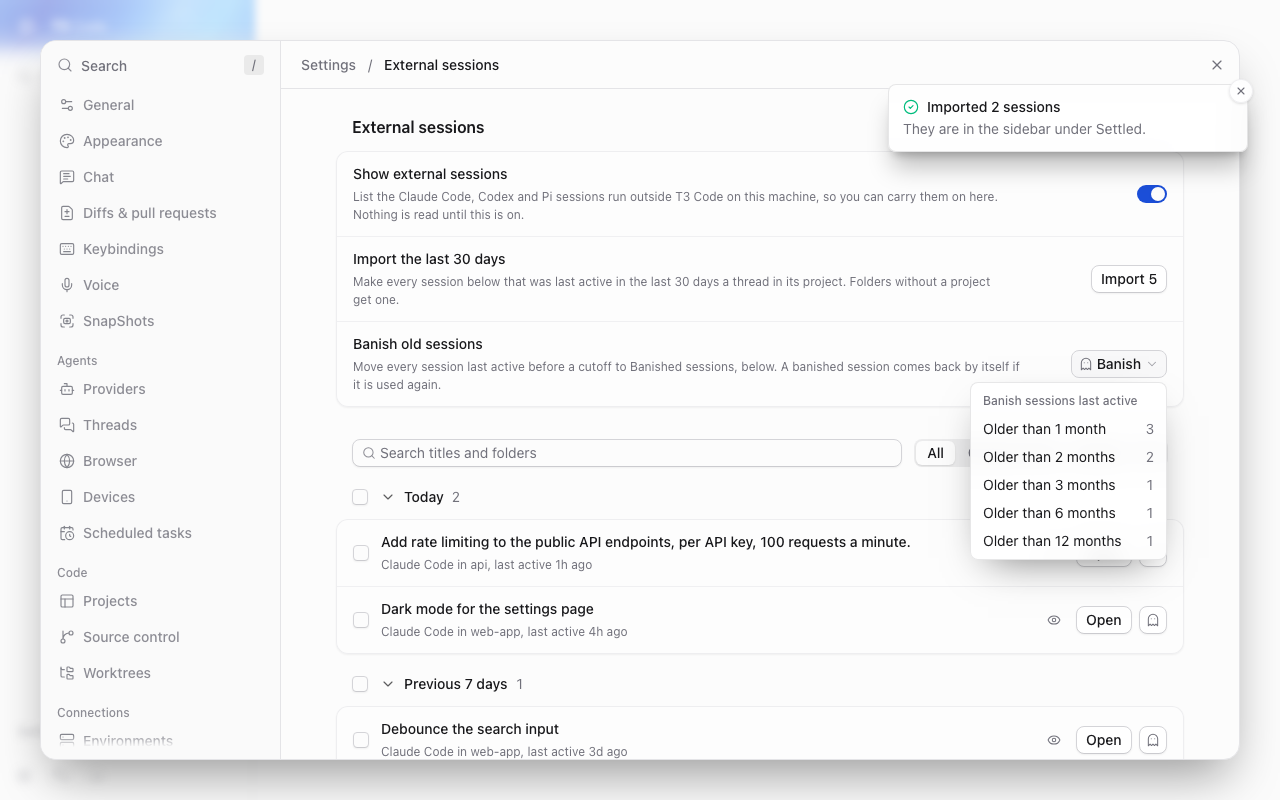 Search /
General
Appearance
Chat
Diffs & pull requests
Keybindings
Voice
SnapShots
Agents
Providers
Threads
Browser
Devices
Scheduled tasks
Code
Projects
Source control
Worktrees
Connections
Environments
Settings / External sessions
Imported 2 sessions
They are in the sidebar under Settled.
External sessions
Show external sessions
List the Claude Code, Codex and Pi sessions run outside T3 Code on this machine, so you can carry them on here.
Nothing is read until this is on.
Import the last 30 days
Make every session below that was last active in the last 30 days a thread in its project. Folders without a project
get one.
Import 5
Banish old sessions
Move every session last active before a cutoff to Banished sessions, below. A banished session comes back by itself if
it is used again.
Banish
Banish sessions last active
Older than 1 month 3
Older than 2 months 2
Older than 3 months 1
Older than 6 months 1
Older than 12 months 1
Search titles and folders
All
Today 2
Add rate limiting to the public API endpoints, per API key, 100 requests a minute.
Claude Code in api, last active 1h ago
Dark mode for the settings page
Claude Code in web-app, last active 4h ago
Open
Previous 7 days 1
Debounce the search input
Claude Code in web-app, last active 3d ago
Open